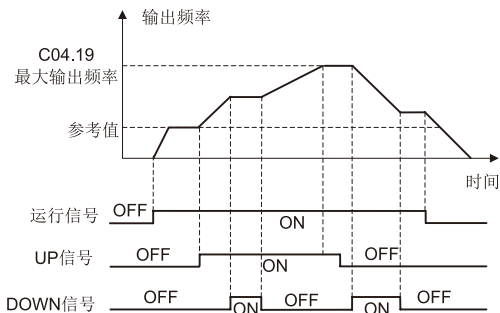 输出频率
C04.19
最大输出频率
参考值
时间
运行信号 OFF ON
UP信号 OFF ON OFF
DOWN信号 OFF ON OFF ON OFF